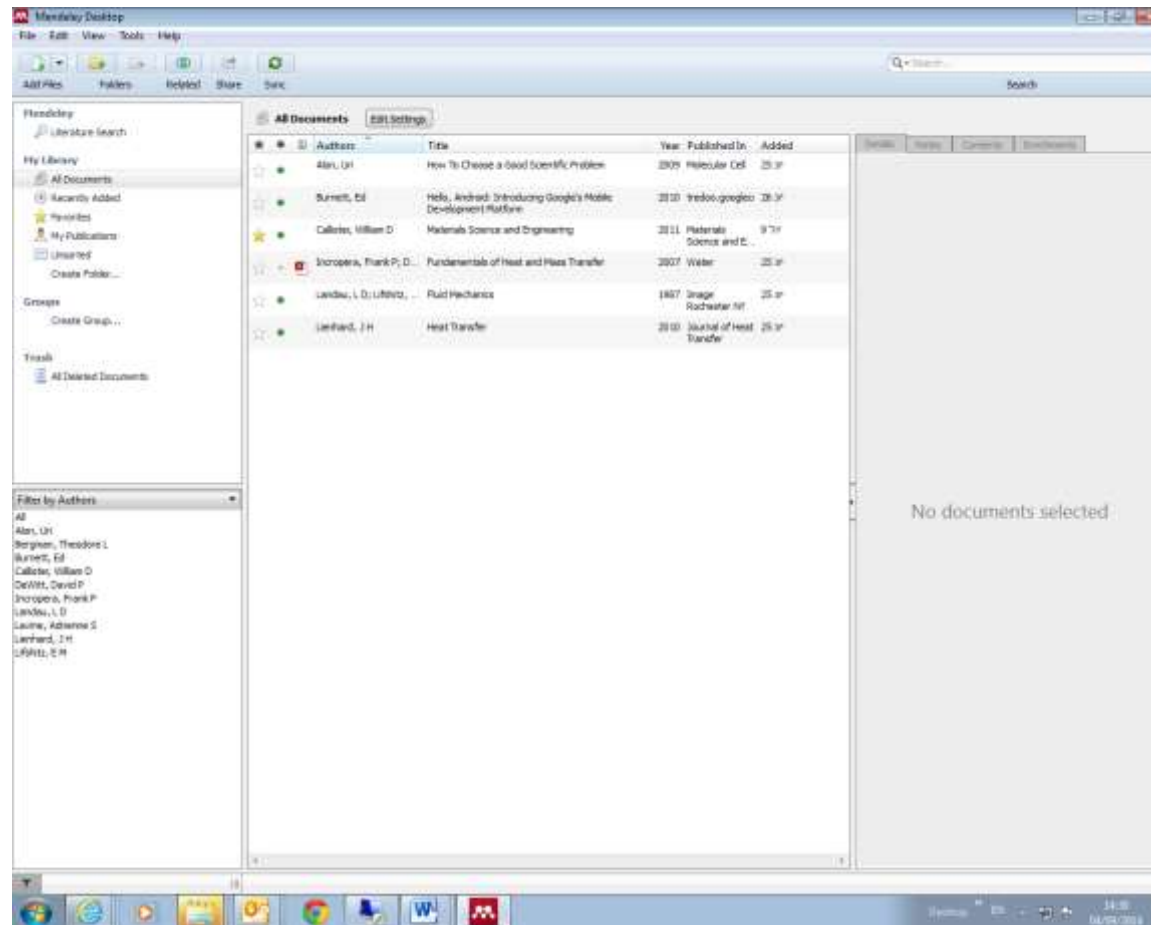 Mendeley Desktop
File Edit View Tools Help
Add Files Folders Related Share Sync
Search
Mendeley
Literature Search
My Library
All Documents
Recently Added
Favorites
My Publications
Unsorted
Create Folder...
Groups
Create Group...
Trash
All Deleted Documents
Filter by Authors
All
Alon, Uri
Bergman, Theodore L
Burnett, Ed
Callister, William D
DeWitt, David P
Incropera, Frank P
Landau, L D
Lavine, Adrienne S
Lienhard, J H
Lifshitz, E M
All Documents Edit Settings
Authors Title Year Published In Added
Alon, Uri How To Choose a Good Scientific Problem 2009 Molecular Cell
Burnett, Ed Hello, Android: Introducing Google's Mobile 2010
Development Platform
Callister, William D Materials Science and Engineering 2011 Materials
Science and E...
Incropera, Frank P; D... Fundamentals of Heat and Mass Transfer 2007 Water
Landau, L D; Lifshitz, ... Fluid Mechanics 1987 Image
Rochester NY
Lienhard, J H Heat Transfer 2010 Journal of Heat
Transfer
Details Notes Contents
No documents selected
Desktop EN